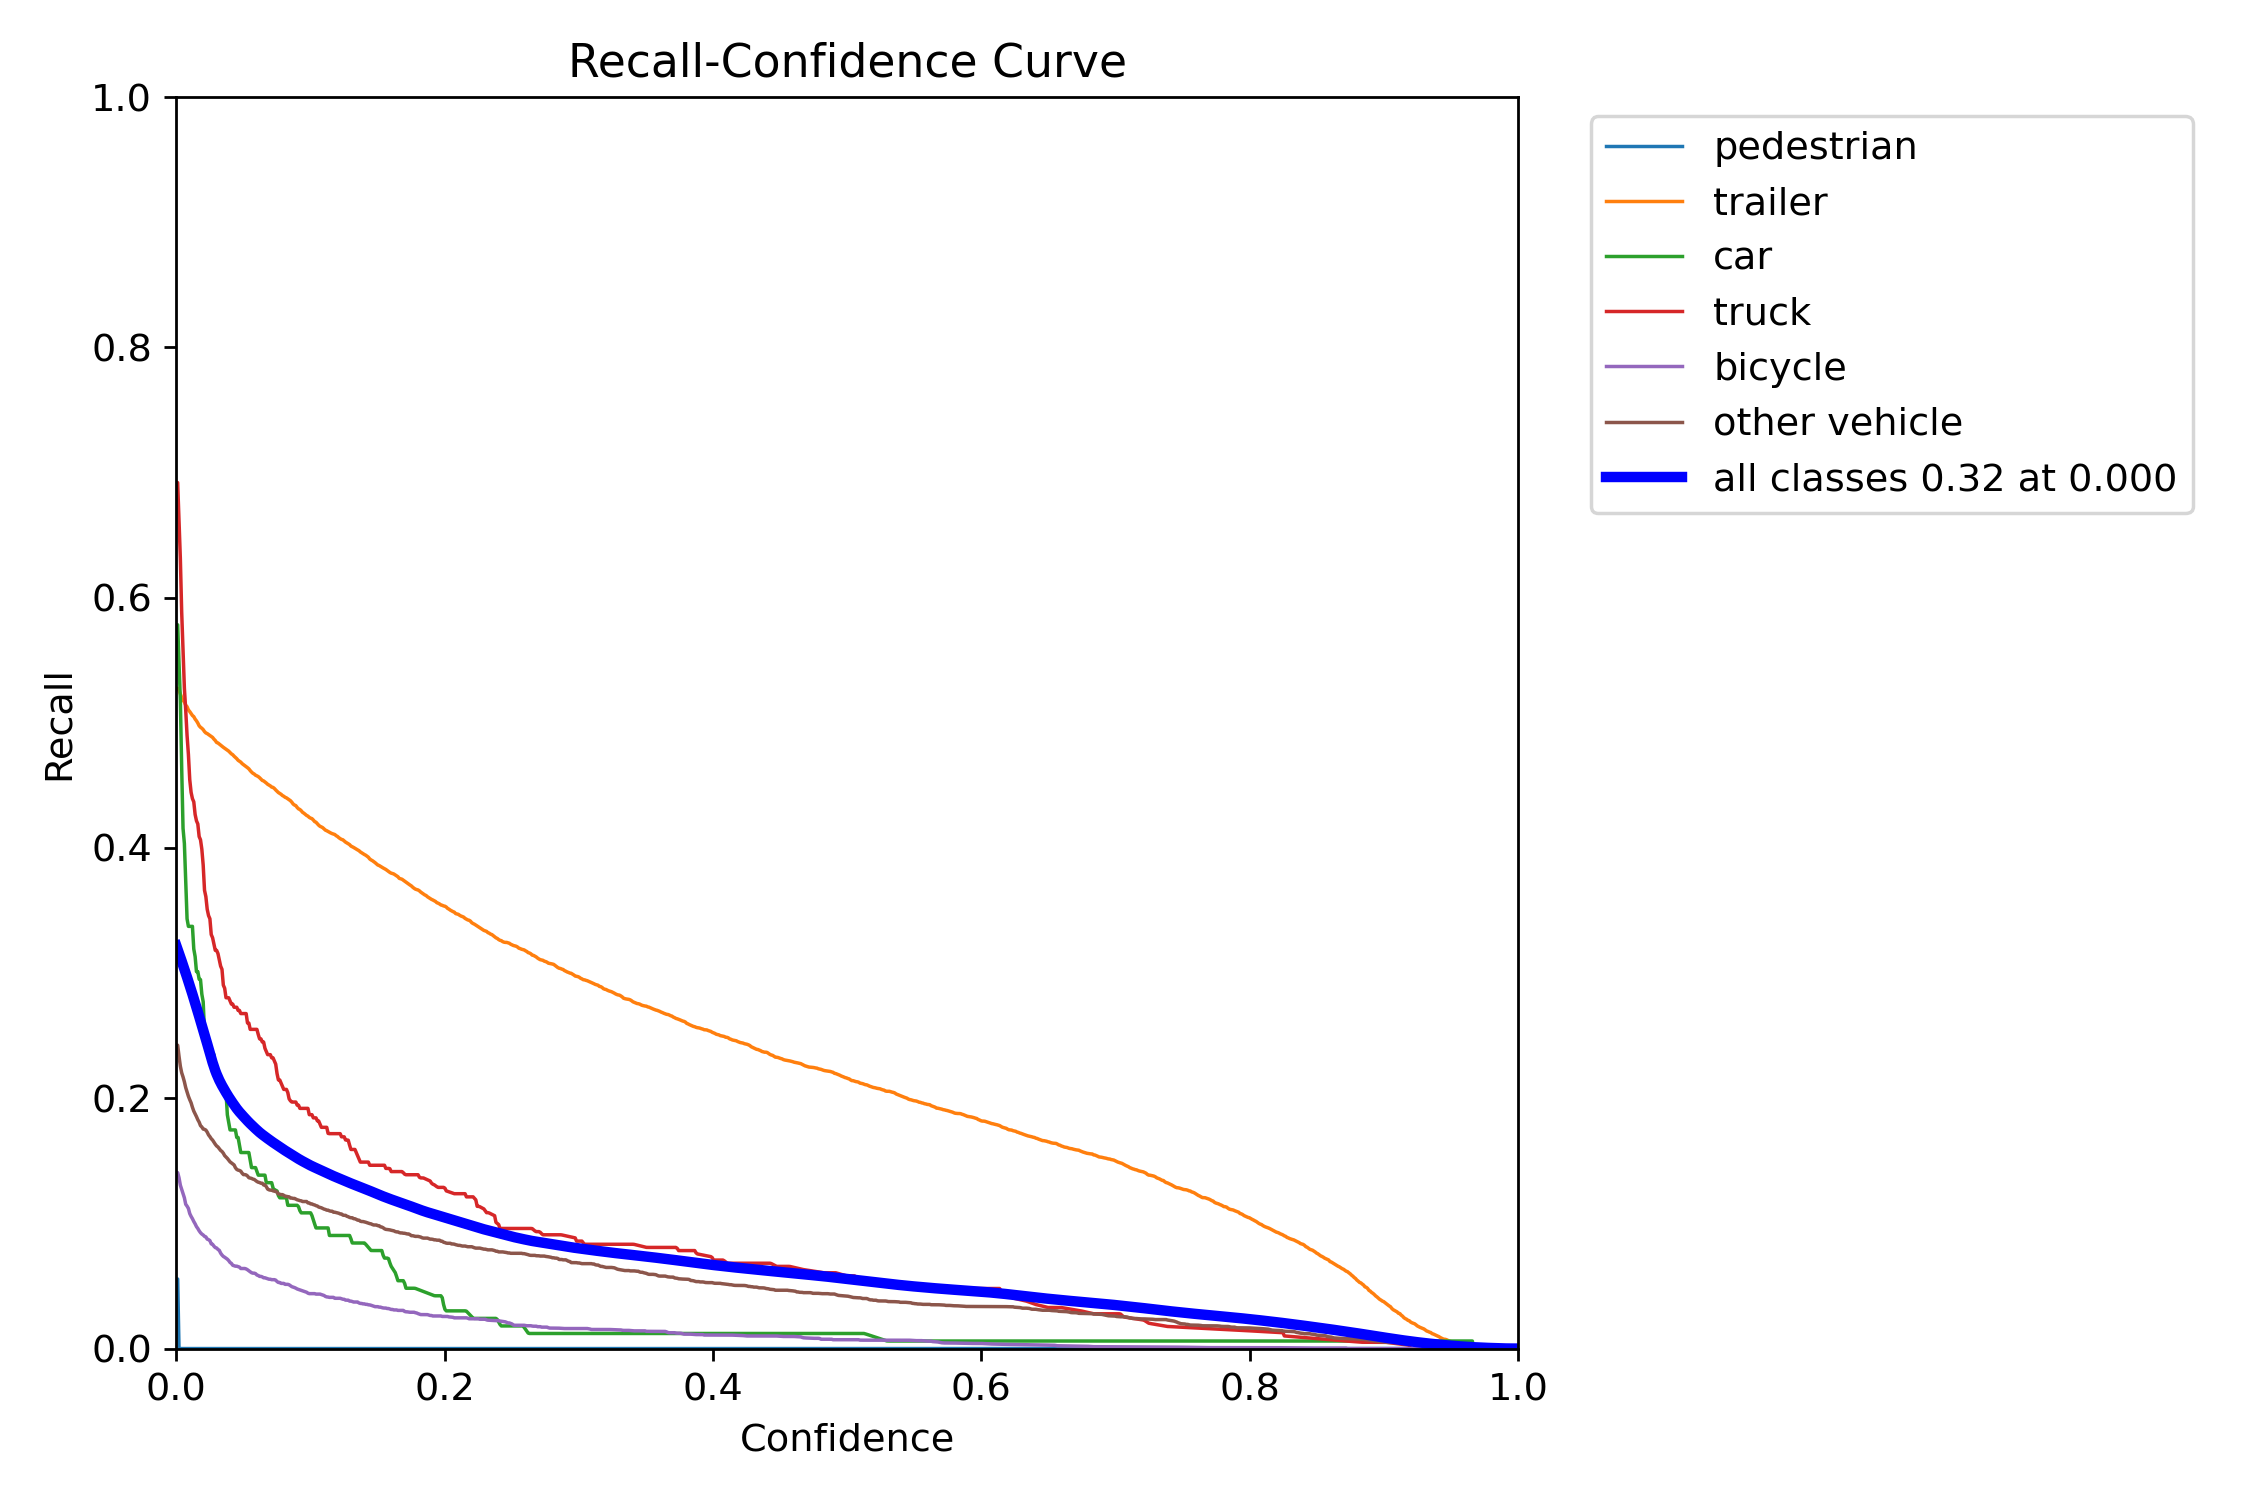 Recall-Confidence Curve
1.0
0.8
0.6
0.4
0.2
0.0
Recall
0.0 0.2 0.4 0.6 0.8 1.0
Confidence
pedestrian
trailer
car
truck
bicycle
other vehicle
all classes 0.32 at 0.000